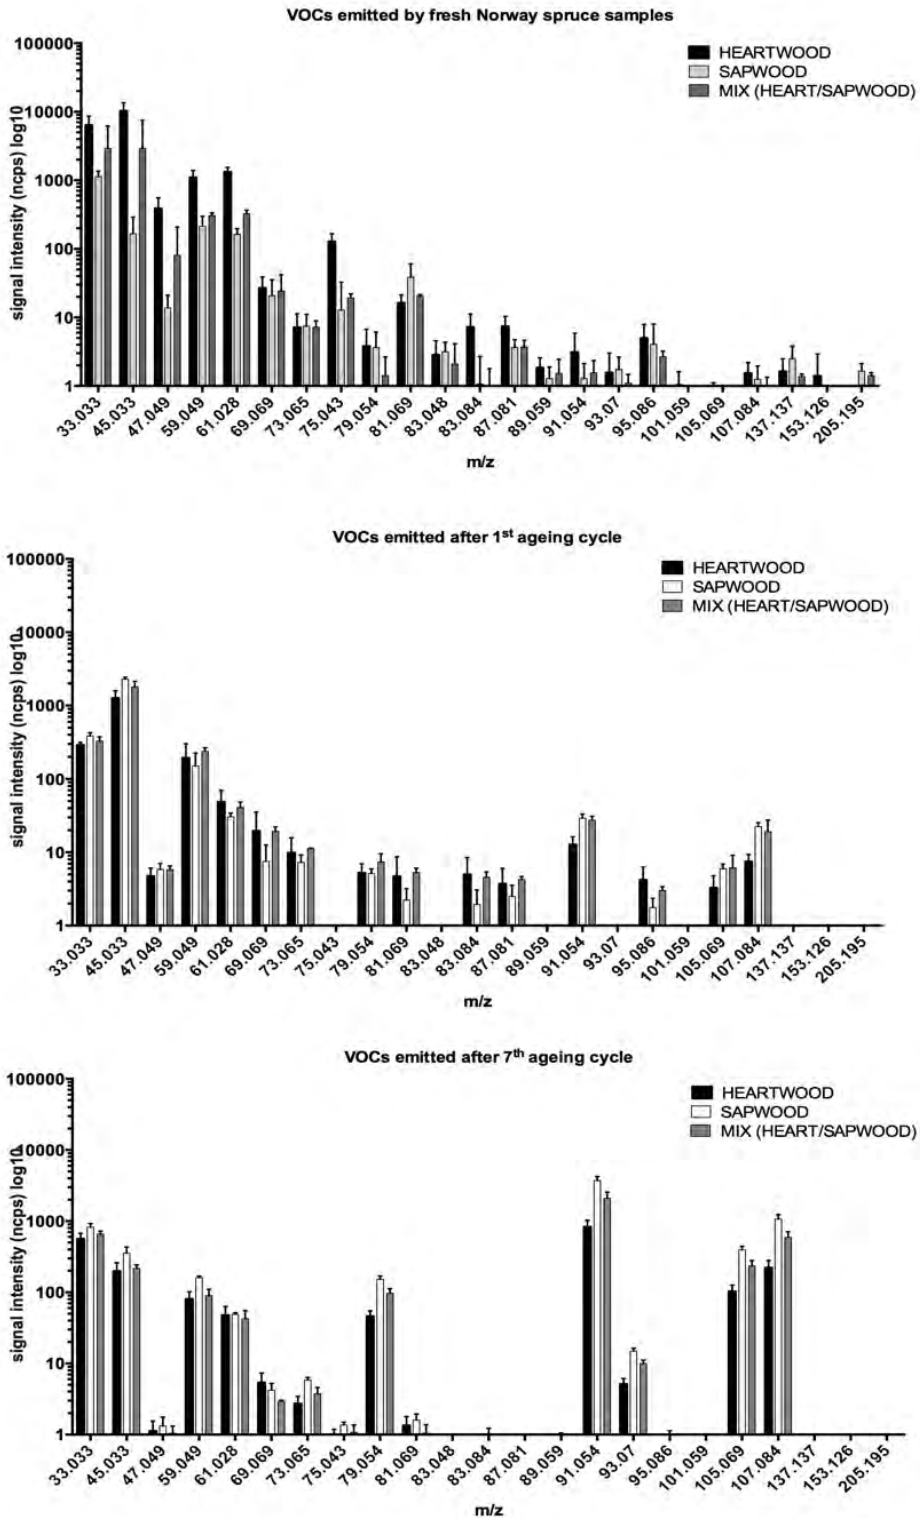 VOCs emitted by fresh Norway spruce samples
100000
10000
1000
100
10
1
signal intensity (ncps) log10
HEARTWOOD
SAPWOOD
MIX (HEART/SAPWOOD)
33.033 45.033 47.049 59.049 61.028 69.069 73.065 75.043 79.054 81.069 83.048 83.084 87.081 89.059 91.054 93.07 95.086 101.059 105.069 107.084 137.137 153.126 205.195
m/z
VOCs emitted after 1st ageing cycle
100000
10000
1000
100
10
1
signal intensity (ncps) log10
HEARTWOOD
SAPWOOD
MIX (HEART/SAPWOOD)
33.033 45.033 47.049 59.049 61.028 69.069 73.065 75.043 79.054 81.069 83.048 83.084 87.081 89.059 91.054 93.07 95.086 101.059 105.069 107.084 137.137 153.126 205.195
m/z
VOCs emitted after 7th ageing cycle
100000
10000
1000
100
10
1
signal intensity (ncps) log10
HEARTWOOD
SAPWOOD
MIX (HEART/SAPWOOD)
33.033 45.033 47.049 59.049 61.028 69.069 73.065 75.043 79.054 81.069 83.048 83.084 87.081 89.059 91.054 93.07 95.086 101.059 105.069 107.084 137.137 153.126 205.195
m/z